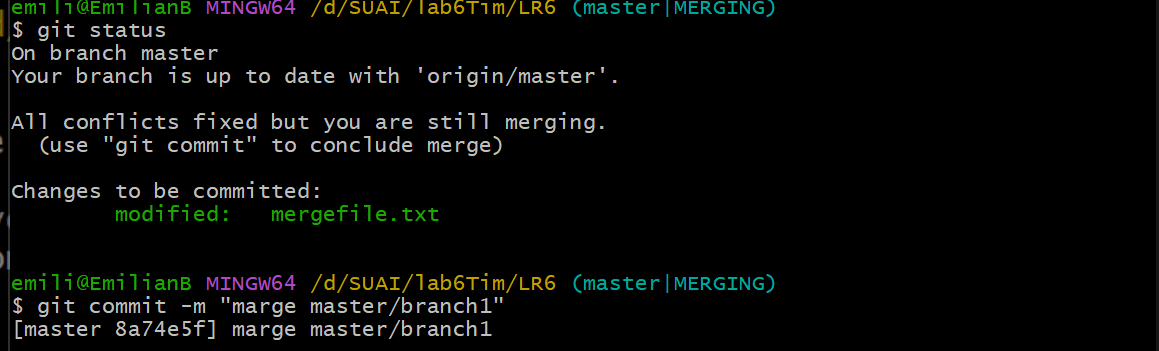 emili@EmilianB MINGW64 /d/SUAI/lab6Tim/LR6 (master|MERGING)
$ git status
On branch master
Your branch is up to date with 'origin/master'.
All conflicts fixed but you are still merging.
(use "git commit" to conclude merge)
Changes to be committed:
modified: mergefile.txt
emili@EmilianB MINGW64 /d/SUAI/lab6Tim/LR6 (master|MERGING)
$ git commit -m "marge master/branch1"
[master 8a74e5f] marge master/branch1